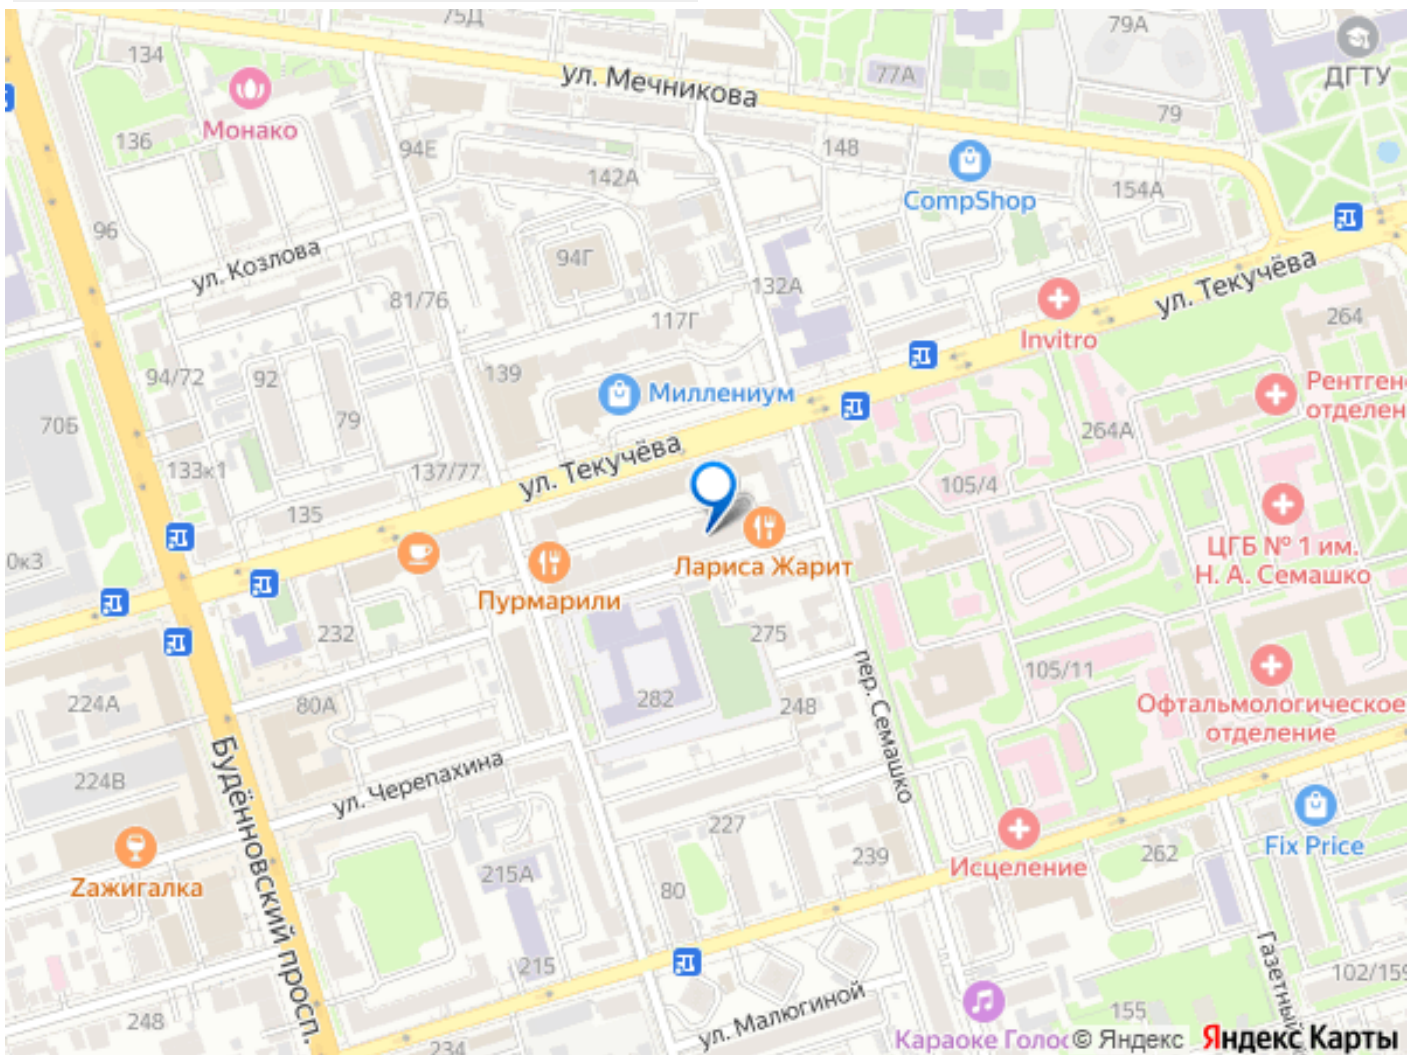 75Д
79А
134
ул. Мечникова
77А
ДГТУ
79
Монако
136
94Е
148
142А
CompShop
154А
96
ул. Козлова
94Г
132А
81/76
117Г
ул. Текучёва
Invitro
264
139
94/72
92
Миллениум
Рентген
отделен
79
70Б
264А
ул. Текучёва
133к1
137/77
105/4
135
ЦГБ № 1 им.
Н. А. Семашко
0к3
Лариса Жарит
Пурмарили
232
275
пер. Семашко
105/11
224А
80А
282
248
Офтальмологическое
отделение
Будённовский просп.
ул. Черепахина
224В
227
239
262
Fix Price
Исцеление
Zажигалка
215А
80
Газетный
215
102/159
ул. Малюгиной
155
248
234
Караоке Голос
© Яндекс
Яндекс Карты